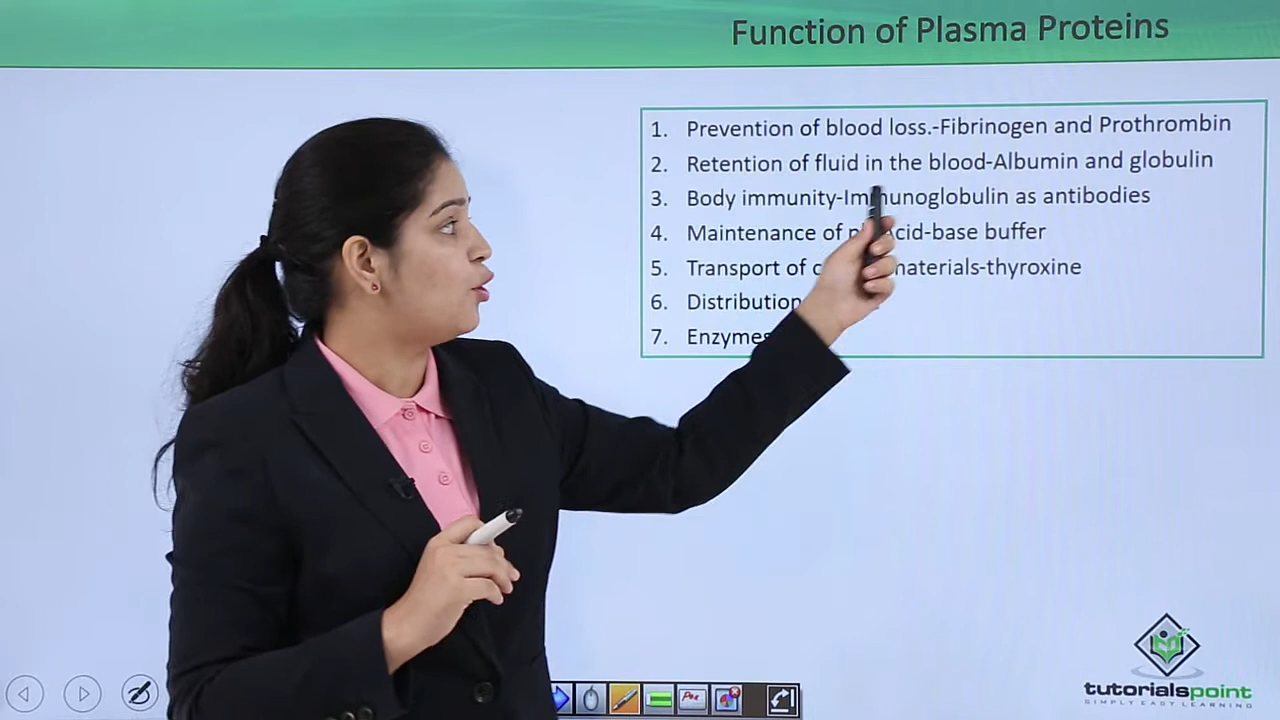 Function of Plasma Proteins
1. Prevention of blood loss.-Fibrinogen and Prothrombin
2. Retention of fluid in the blood-Albumin and globulin
3. Body immunity-Immunoglobulin as antibodies
4. Maintenance of acid-base buffer
5. Transport of materials-thyroxine
6. Distribution
7. Enzymes
Pen
tutorialspoint
SIMPLY EASY LEARNING